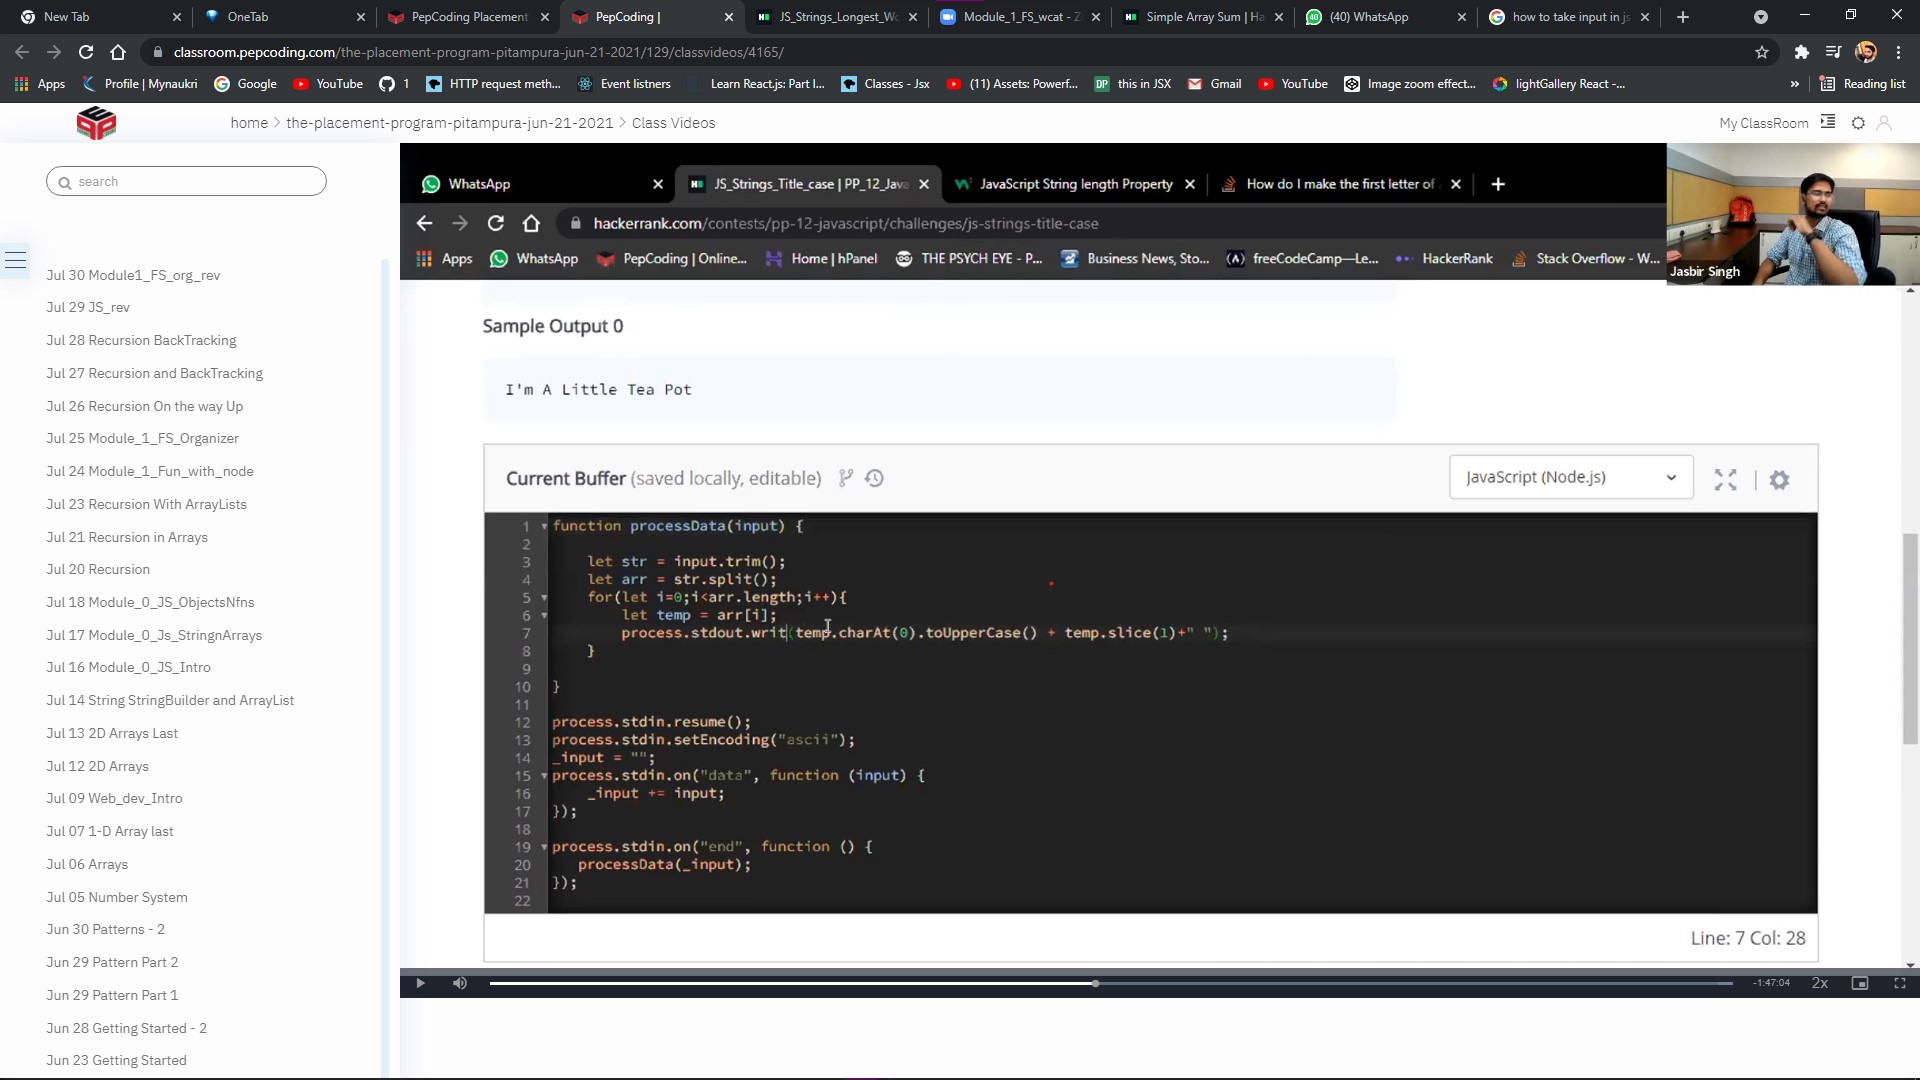 New Tab
OneTab
PepCoding Placement
PepCoding |
JS_Strings_Longest_Wo
Module_1_FS_wcat - Z
Simple Array Sum | Ha
(40) WhatsApp
how to take input in js
classroom.pepcoding.com/the-placement-program-pitampura-jun-21-2021/129/classvideos/4165/
Apps
Profile | Mynaukri
Google
YouTube
1
HTTP request meth...
Event listners
Learn React.js: Part I...
Classes - Jsx
(11) Assets: Powerf...
this in JSX
Gmail
YouTube
Image zoom effect...
lightGallery React -...
Reading list
home > the-placement-program-pitampura-jun-21-2021 > Class Videos
My ClassRoom
search
Jul 30 Module1_FS_org_rev
Jul 29 JS_rev
Jul 28 Recursion BackTracking
Jul 27 Recursion and BackTracking
Jul 26 Recursion On the way Up
Jul 25 Module_1_FS_Organizer
Jul 24 Module_1_Fun_with_node
Jul 23 Recursion With ArrayLists
Jul 21 Recursion in Arrays
Jul 20 Recursion
Jul 18 Module_0_JS_ObjectsNfns
Jul 17 Module_0_Js_StringnArrays
Jul 16 Module_0_JS_Intro
Jul 14 String StringBuilder and ArrayList
Jul 13 2D Arrays Last
Jul 12 2D Arrays
Jul 09 Web_dev_Intro
Jul 07 1-D Array last
Jul 06 Arrays
Jul 05 Number System
Jun 30 Patterns - 2
Jun 29 Pattern Part 2
Jun 29 Pattern Part 1
Jun 28 Getting Started - 2
Jun 23 Getting Started
WhatsApp
JS_Strings_Title_case | PP_12_Java
JavaScript String length Property
How do I make the first letter of
hackerrank.com/contests/pp-12-javascript/challenges/js-strings-title-case
Apps
WhatsApp
PepCoding | Online...
Home | hPanel
THE PSYCH EYE - P...
Business News, Sto...
freeCodeCamp—Le...
HackerRank
Stack Overflow - W...
Jasbir Singh
Sample Output 0
I'm A Little Tea Pot
Current Buffer (saved locally, editable)
JavaScript (Node.js)
1 function processData(input) {
2
3 let str = input.trim();
4 let arr = str.split();
5 for(let i=0;i<arr.length;i++){
6 let temp = arr[i];
7 process.stdout.writ(temp.charAt(0).toUpperCase() + temp.slice(1)+" ");
8 }
9
10 }
11
12 process.stdin.resume();
13 process.stdin.setEncoding("ascii");
14 _input = "";
15 process.stdin.on("data", function (input) {
16 _input += input;
17 });
18
19 process.stdin.on("end", function () {
20 processData(_input);
21 });
22
Line: 7 Col: 28
-1:47:04
2x